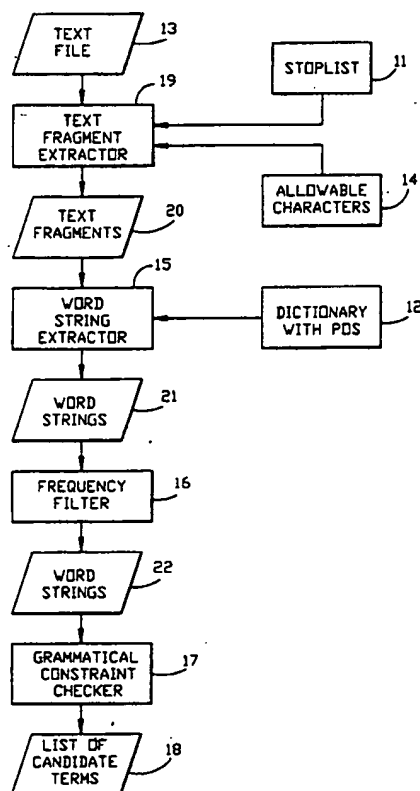 TEXT
FILE
13
STOPLIST
11
19
TEXT
FRAGMENT
EXTRACTOR
ALLOWABLE
CHARACTERS
14
TEXT
FRAGMENTS
20
15
WORD
STRING
EXTRACTOR
DICTIONARY
WITH POS
12
WORD
STRINGS
21
FREQUENCY
FILTER
16
WORD
STRINGS
22
GRAMMATICAL
CONSTRAINT
CHECKER
17
LIST OF
CANDIDATE
TERMS
18